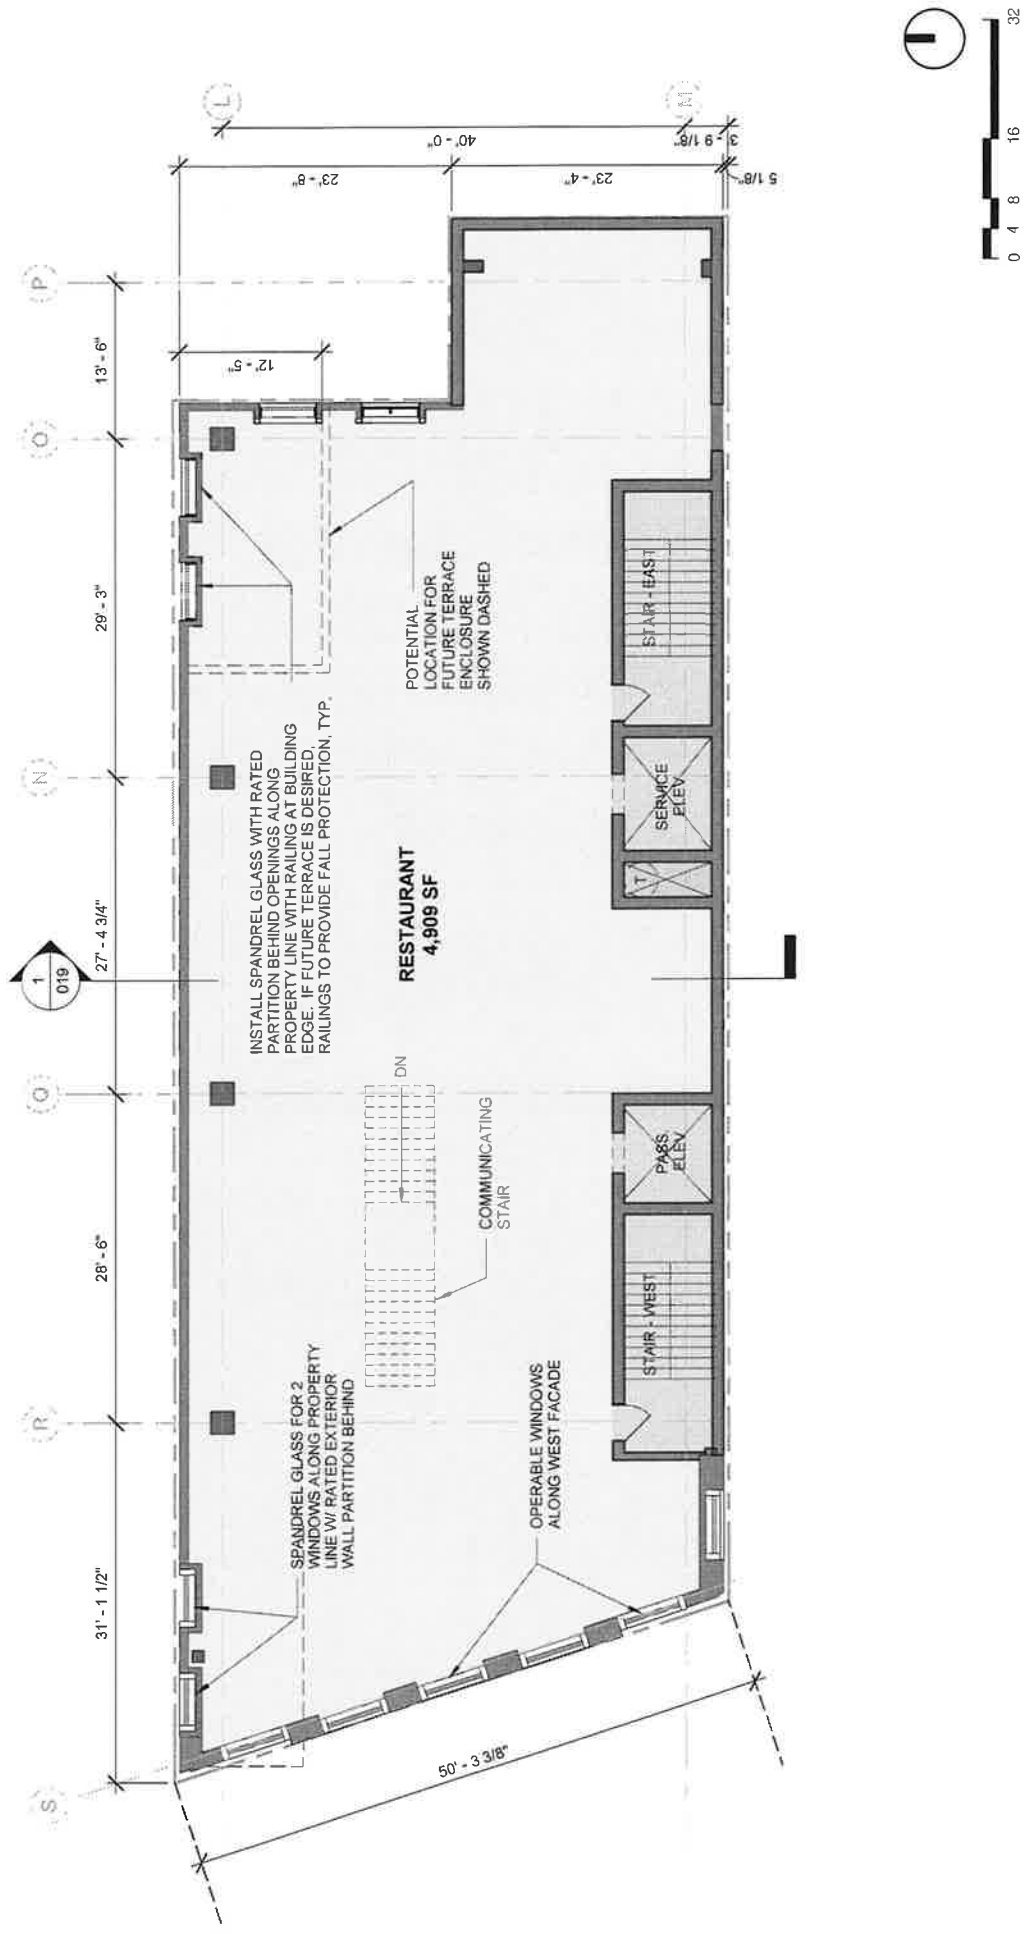 1
019
S
R
Q
N
O
P
L
M
31' - 1 1/2"
28' - 6"
27' - 4 3/4"
29' - 3"
13' - 6"
40' - 0"
3' - 9 1/8"
23' - 8"
23' - 4"
5 1/8"
12' - 5"
50' - 3 3/8"
SPANDREL GLASS FOR 2
WINDOWS ALONG PROPERTY
LINE W/ RATED EXTERIOR
WALL PARTITION BEHIND
INSTALL SPANDREL GLASS WITH RATED
PARTITION BEHIND OPENINGS ALONG
PROPERTY LINE WITH RAILING AT BUILDING
EDGE. IF FUTURE TERRACE IS DESIRED,
RAILINGS TO PROVIDE FALL PROTECTION, TYP.
POTENTIAL
LOCATION FOR
FUTURE TERRACE
ENCLOSURE
SHOWN DASHED
RESTAURANT
4,909 SF
DN
COMMUNICATING
STAIR
OPERABLE WINDOWS
ALONG WEST FACADE
STAIR - WEST
PASS.
ELEV
T
SERVICE
ELEV
STAIR - EAST
0 4 8 16 32